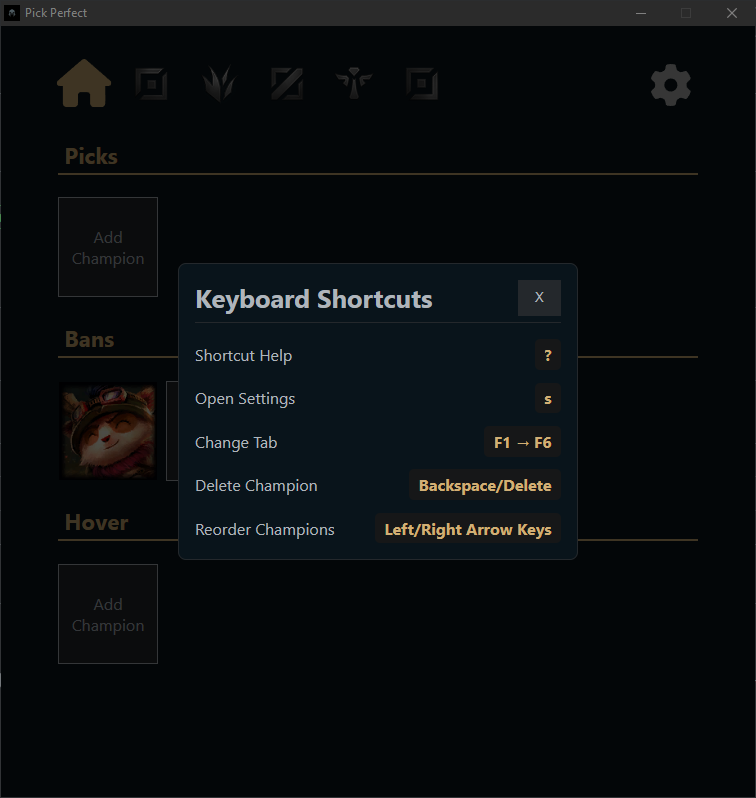 Pick Perfect
Picks
Add
Champion
Keyboard Shortcuts
X
Shortcut Help
?
Bans
Open Settings
s
Change Tab
F1 → F6
Delete Champion
Backspace/Delete
Hover
Reorder Champions
Left/Right Arrow Keys
Add
Champion